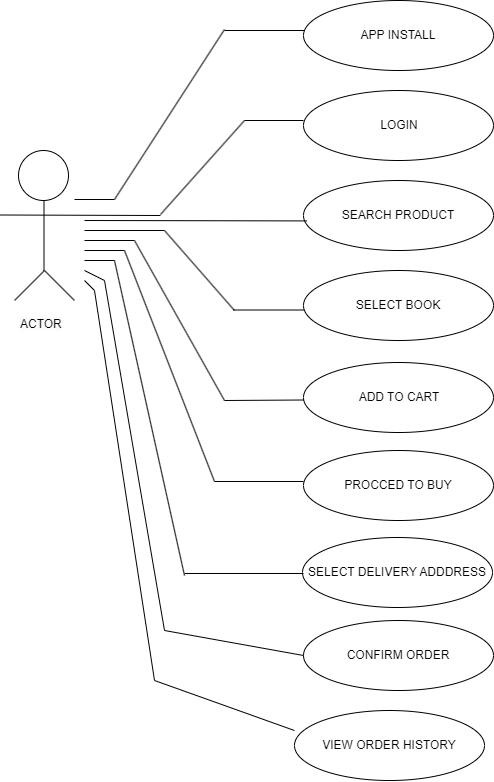 APP INSTALL
LOGIN
SEARCH PRODUCT
SELECT BOOK
ACTOR
ADD TO CART
PROCCED TO BUY
SELECT DELIVERY ADDDRESS
CONFIRM ORDER
VIEW ORDER HISTORY